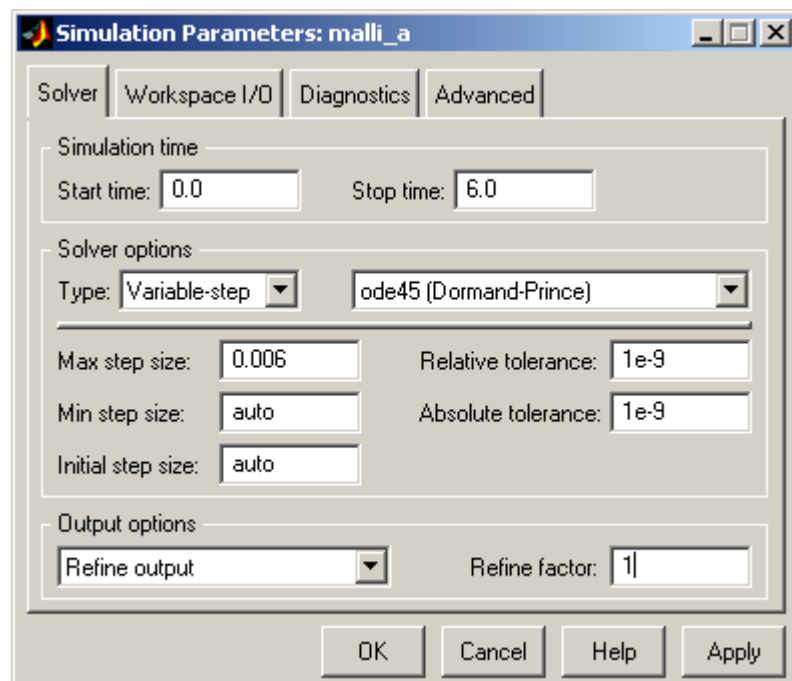 Simulation Parameters: malli_a
Solver Workspace I/O Diagnostics Advanced
Simulation time
Start time: 0.0 Stop time: 6.0
Solver options
Type: Variable-step ode45 (Dormand-Prince)
Max step size: 0.006 Relative tolerance: 1e-9
Min step size: auto Absolute tolerance: 1e-9
Initial step size: auto
Output options
Refine output Refine factor: 1
OK Cancel Help Apply